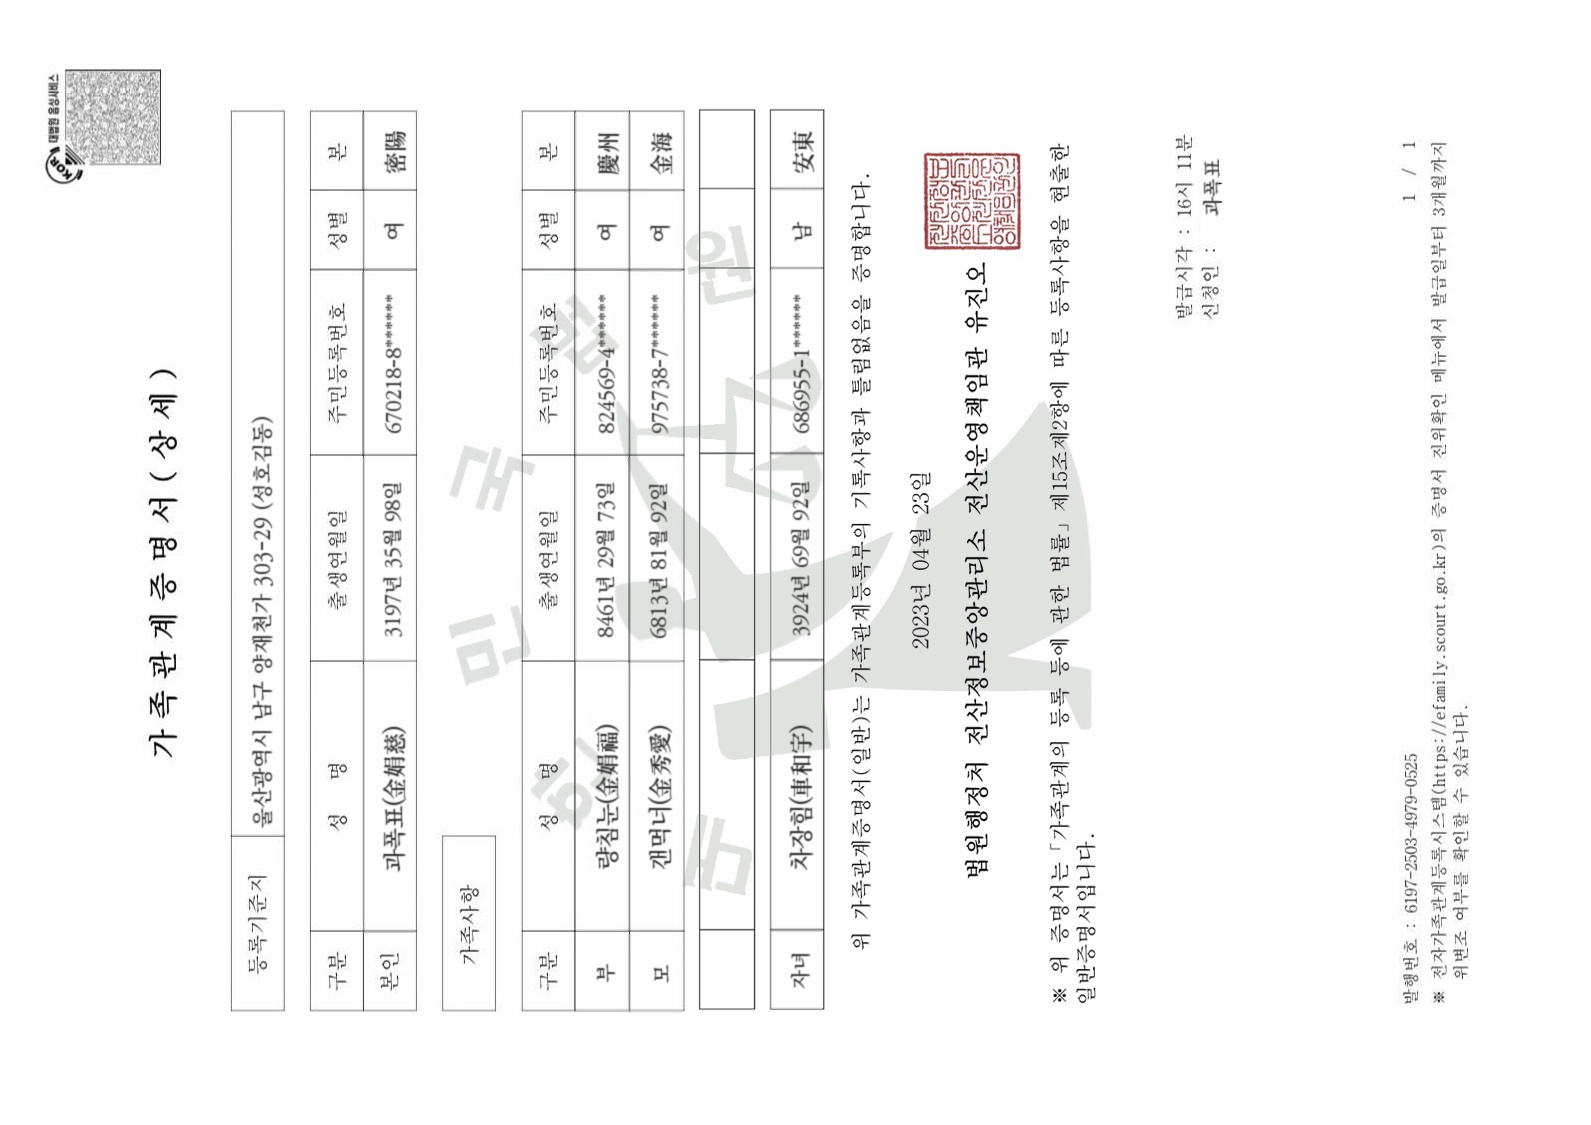 대법원 음성서비스
KOR
가족관계증명서(상세)
등록기준지 울산광역시 남구 양재천가 303-29 (성호김동)
구분 성 명 출생연월일 주민등록번호 성별 본
본인 과폭표(金娟慈) 3197년 35월 98일 670218-8****** 여 密陽
가족사항
구분 성 명 출생연월일 주민등록번호 성별 본
부 량침눈(金娟福) 8461년 29월 73일 824569-4****** 여 慶州
모 갠먹너(金秀愛) 6813년 81월 92일 975738-7****** 여 金海
자녀 차장힘(車和宇) 3924년 69월 92일 686955-1****** 남 安東
위 가족관계증명서(일반)는 가족관계등록부의 기록사항과 틀림없음을 증명합니다.
2023년 04월 23일
법원행정처 전산정보중앙관리소 전산운영책임관 유진오
※ 위 증명서는「가족관계의 등록 등에 관한 법률」제15조제2항에 따른 등록사항을 현출한
일반증명서입니다.
발급시각 : 16시 11분
신청인 : 과폭표
발행번호 : 6197-2503-4979-0525 1 / 1
※ 전자가족관계등록시스템(https://efamily.scourt.go.kr)의 증명서 진위확인 메뉴에서 발급일부터 3개월까지
위변조 여부를 확인할 수 있습니다.
대한민국법원